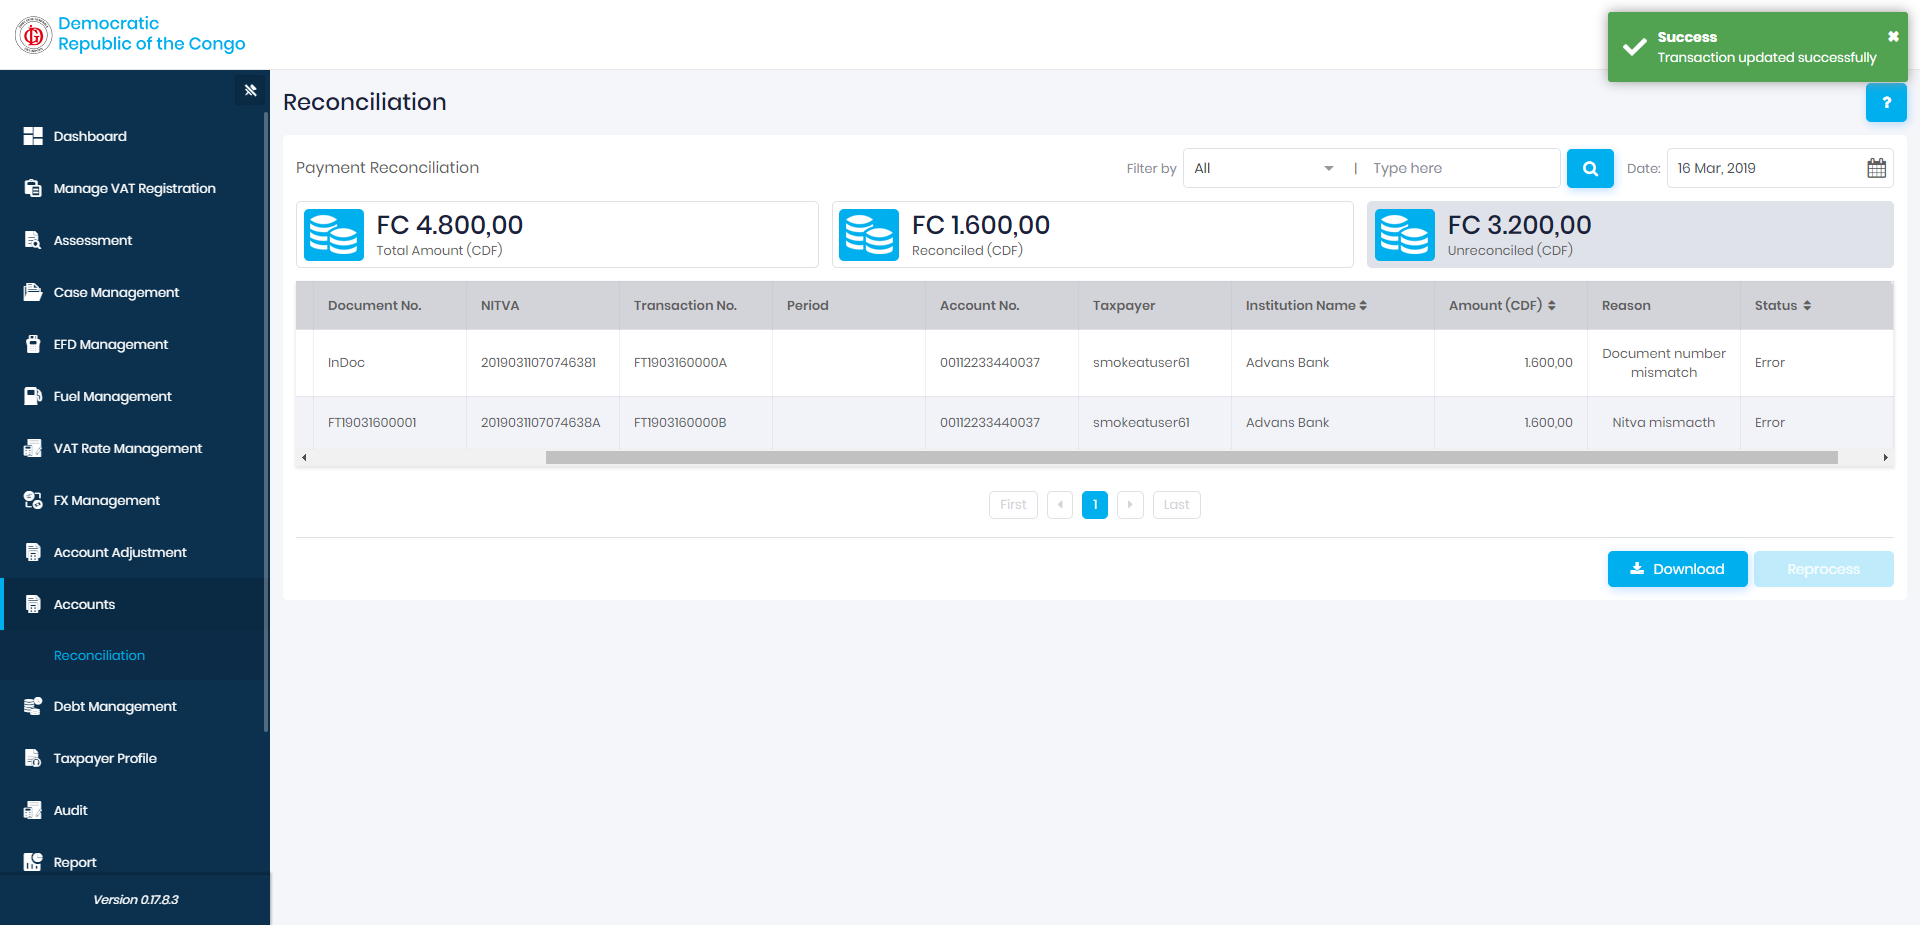 Democratic
Republic of the Congo
Success
Transaction updated successfully
Reconciliation
?
Dashboard
Manage VAT Registration
Assessment
Case Management
EFD Management
Fuel Management
VAT Rate Management
FX Management
Account Adjustment
Accounts
Reconciliation
Debt Management
Taxpayer Profile
Audit
Report
Version 0.17.8.3
Payment Reconciliation
Filter by All | Type here Date: 16 Mar, 2019
FC 4.800,00
Total Amount (CDF)
FC 1.600,00
Reconciled (CDF)
FC 3.200,00
Unreconciled (CDF)
Document No. NITVA Transaction No. Period Account No. Taxpayer Institution Name Amount (CDF) Reason Status
InDoc 20190311070746381 FT1903160000A 00112233440037 smokeatuser61 Advans Bank 1.600,00 Document number mismatch Error
FT19031600001 2019031107074638A FT1903160000B 00112233440037 smokeatuser61 Advans Bank 1.600,00 Nitva mismacth Error
First 1 Last
Download Reprocess